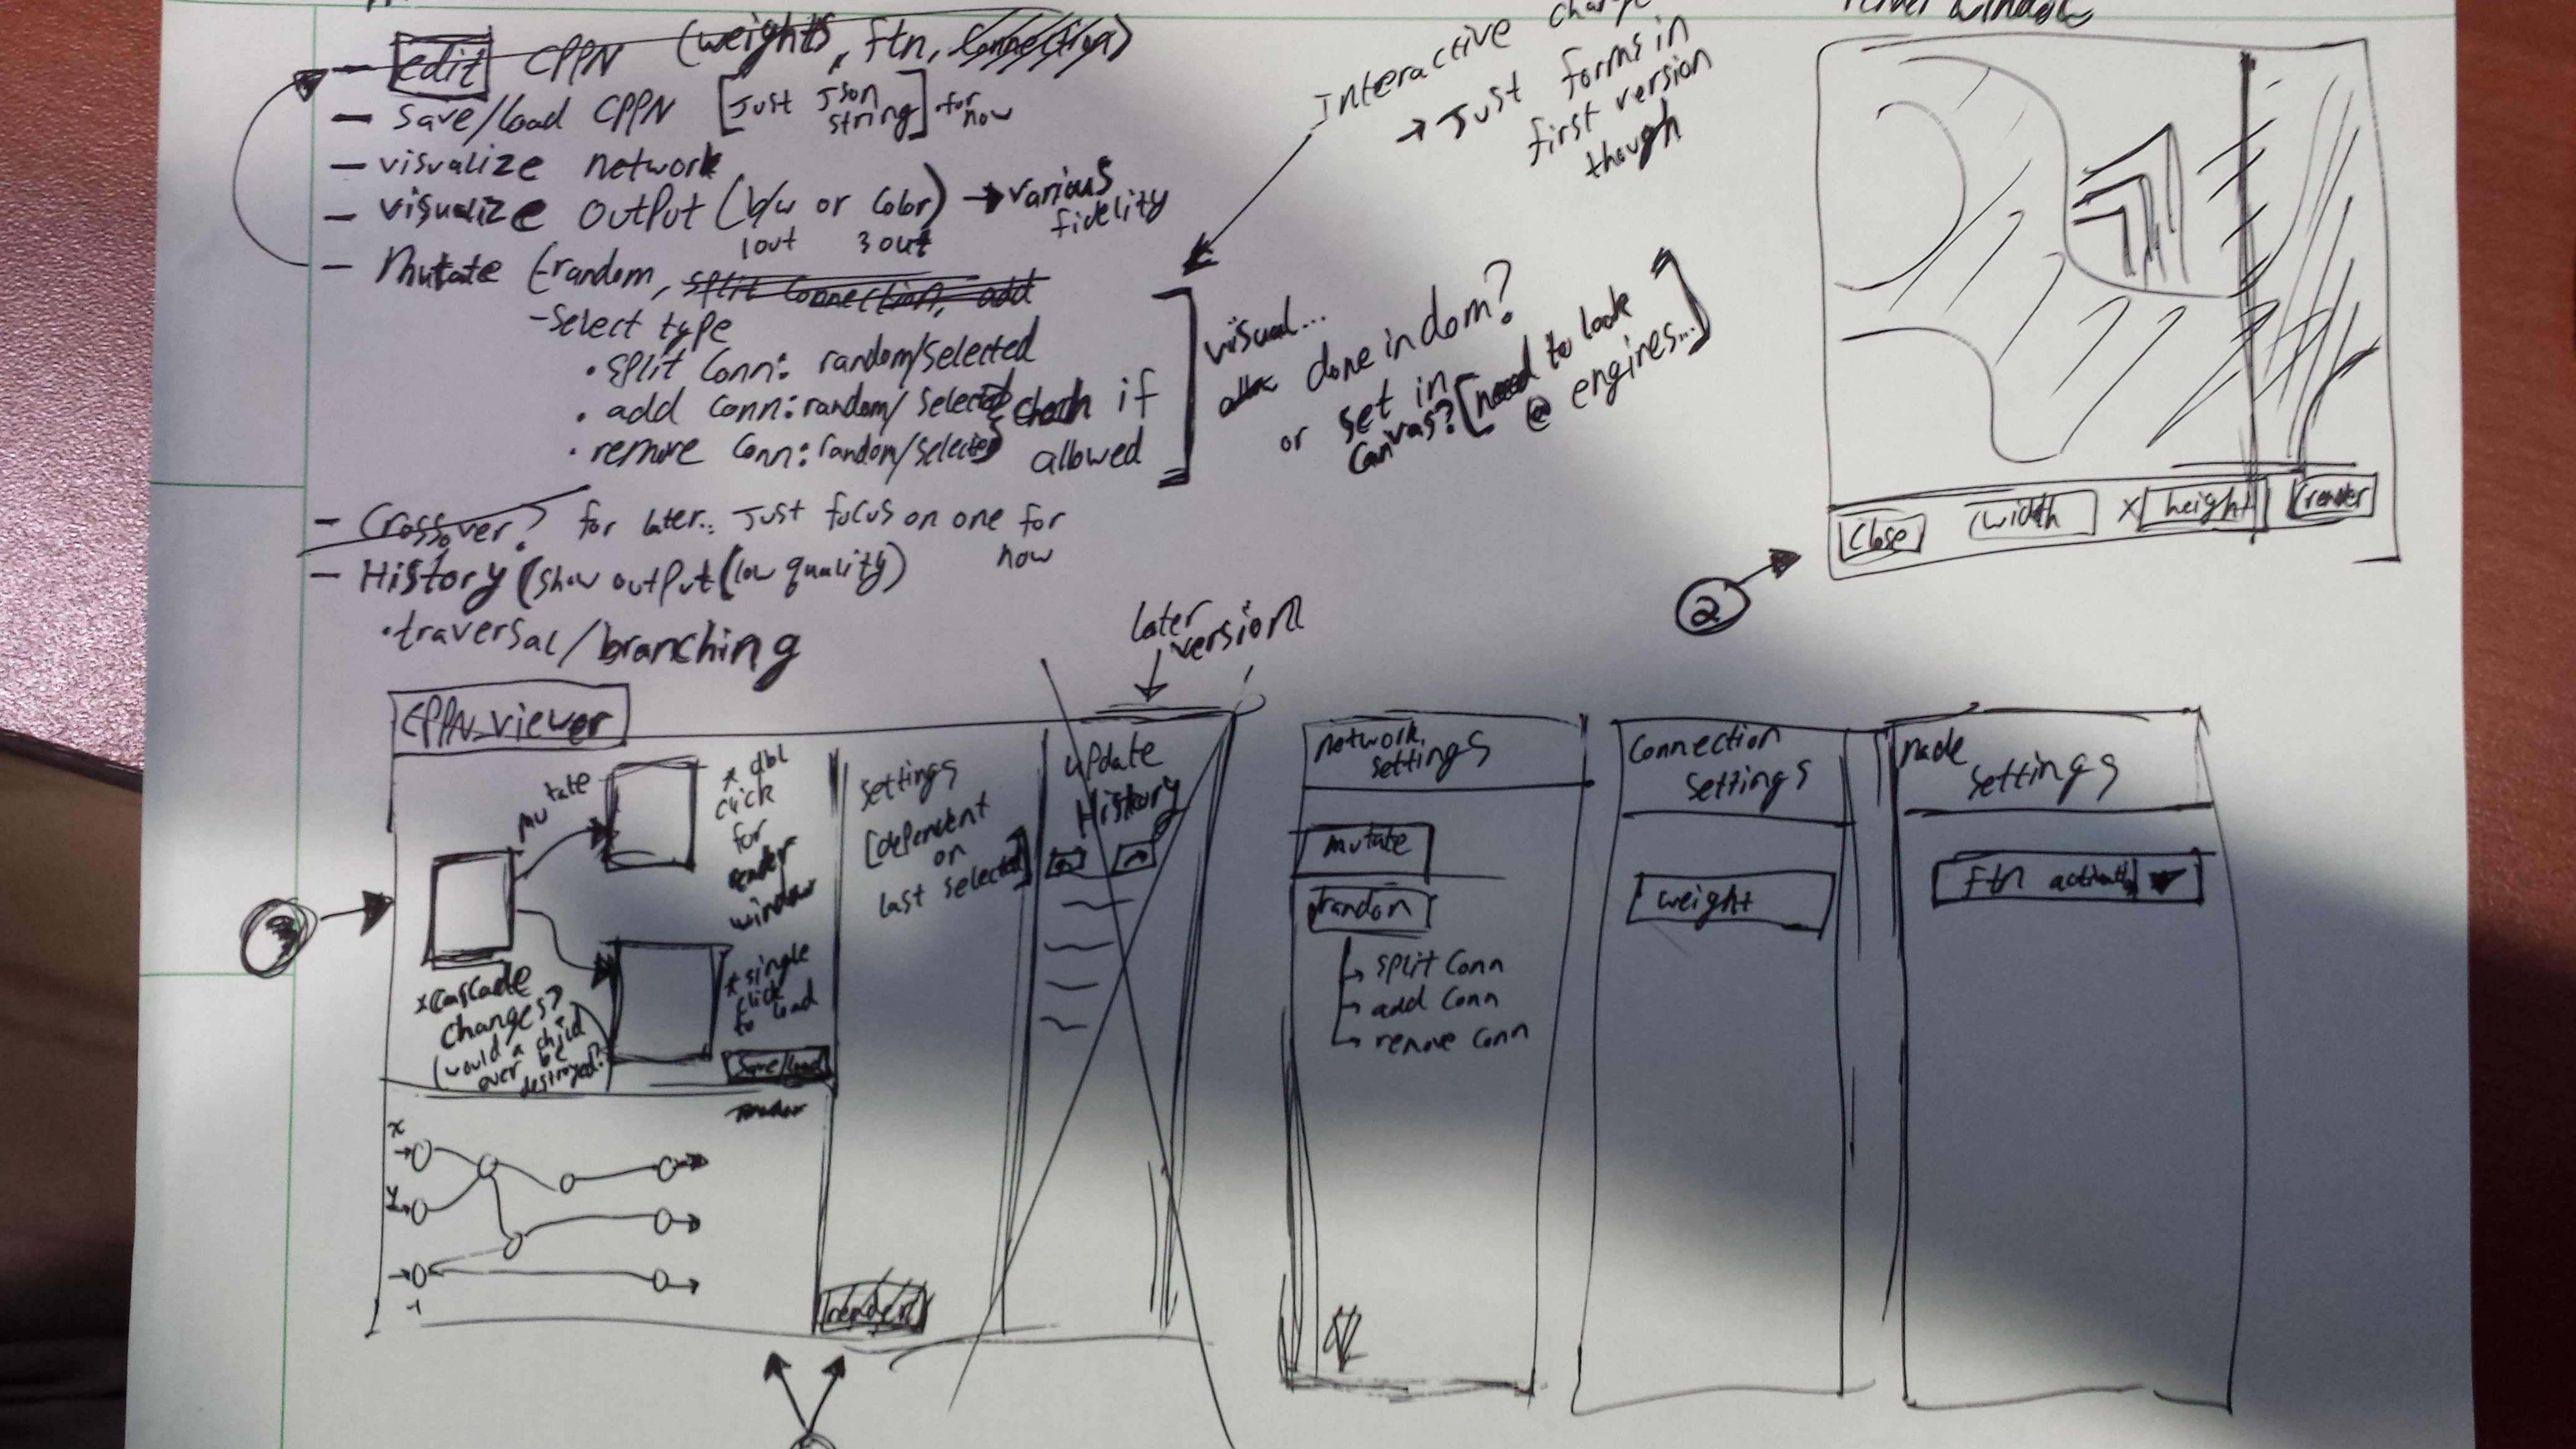 - edit CPPN (weights, ftn, connection)
- save/load CPPN [Just Json string] for now
- visualize network
- visualize output (b/w or color) → various fidelity
1out 3 out
- Mutate (-random, split connection, add
-select type
• split conn: random/selected
• add conn: random/selected
• remove conn: random/selected
check if allowed
Interactive
→ Just forms in first version though
visual...
done in dom?
or set in canvas? [need to look @ engines...]
- Crossover? for later.. Just focus on one for now
- History (show output (low quality)
• traversal/branching
window
close width x height render
2
later version
CPPN_viewer
mutate
* dbl click for render window
* single click to load
*cascade changes?
(would a child ever be destroyed?)
save/load
render
x
y
-1
settings
[dependent on last selected]
render
update History
network settings
mutate
random
→ split conn
→ add conn
→ remove conn
connection settings
weight
node settings
ftn